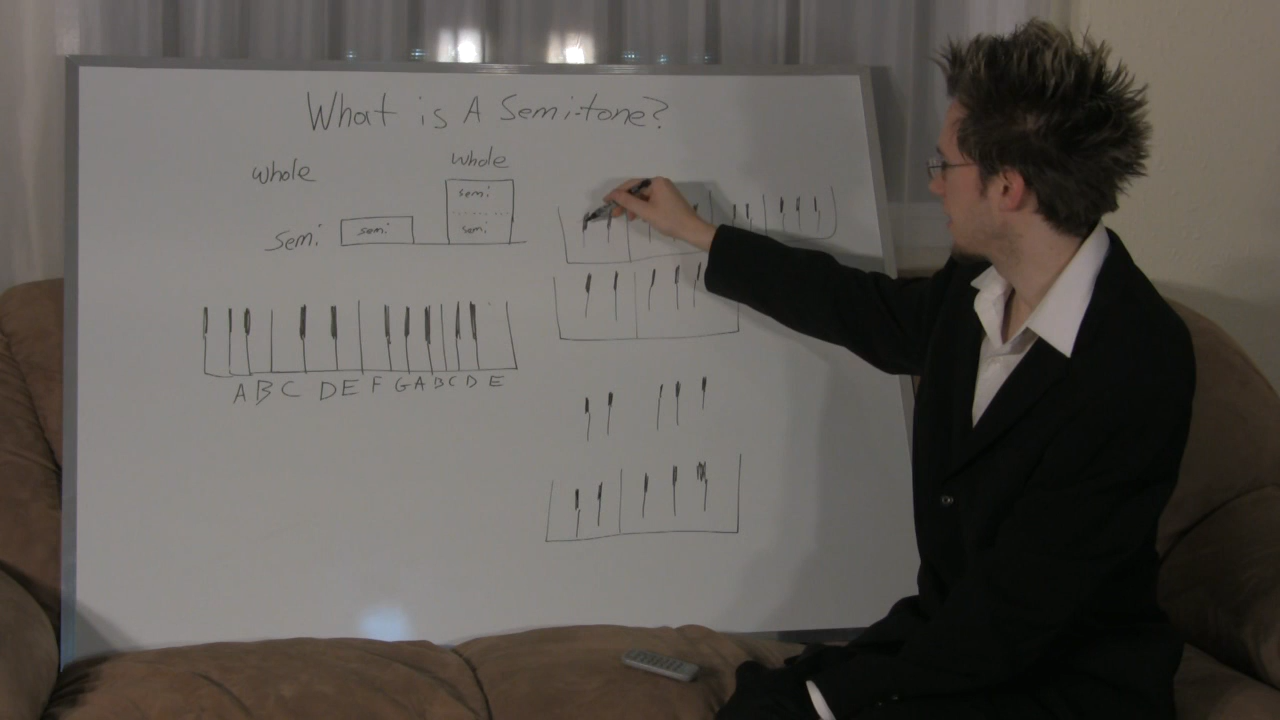 What is A Semi-tone?
whole
whole
semi
semi
Semi
semi
A B C D E F G A B C D E